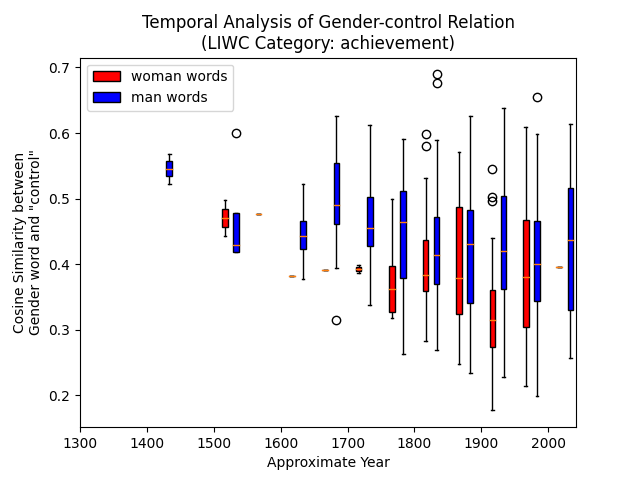 Temporal Analysis of Gender-control Relation
(LIWC Category: achievement)
woman words
man words
Cosine Similarity between
Gender word and "control"
0.7
0.6
0.5
0.4
0.3
0.2
1300 1400 1500 1600 1700 1800 1900 2000
Approximate Year